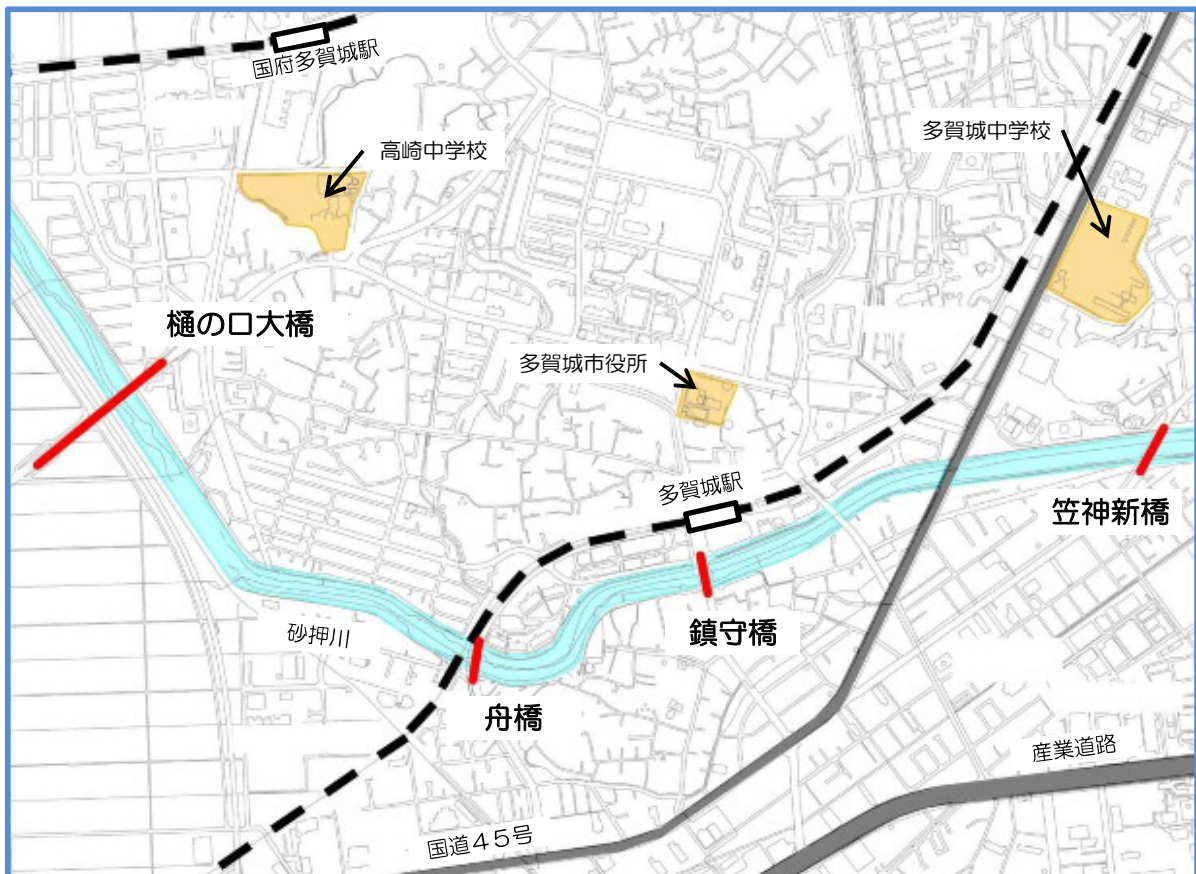 国府多賀城駅
高崎中学校
多賀城中学校
樋の口大橋
多賀城市役所
多賀城駅
笠神新橋
砂押川
鎮守橋
舟橋
産業道路
国道45号